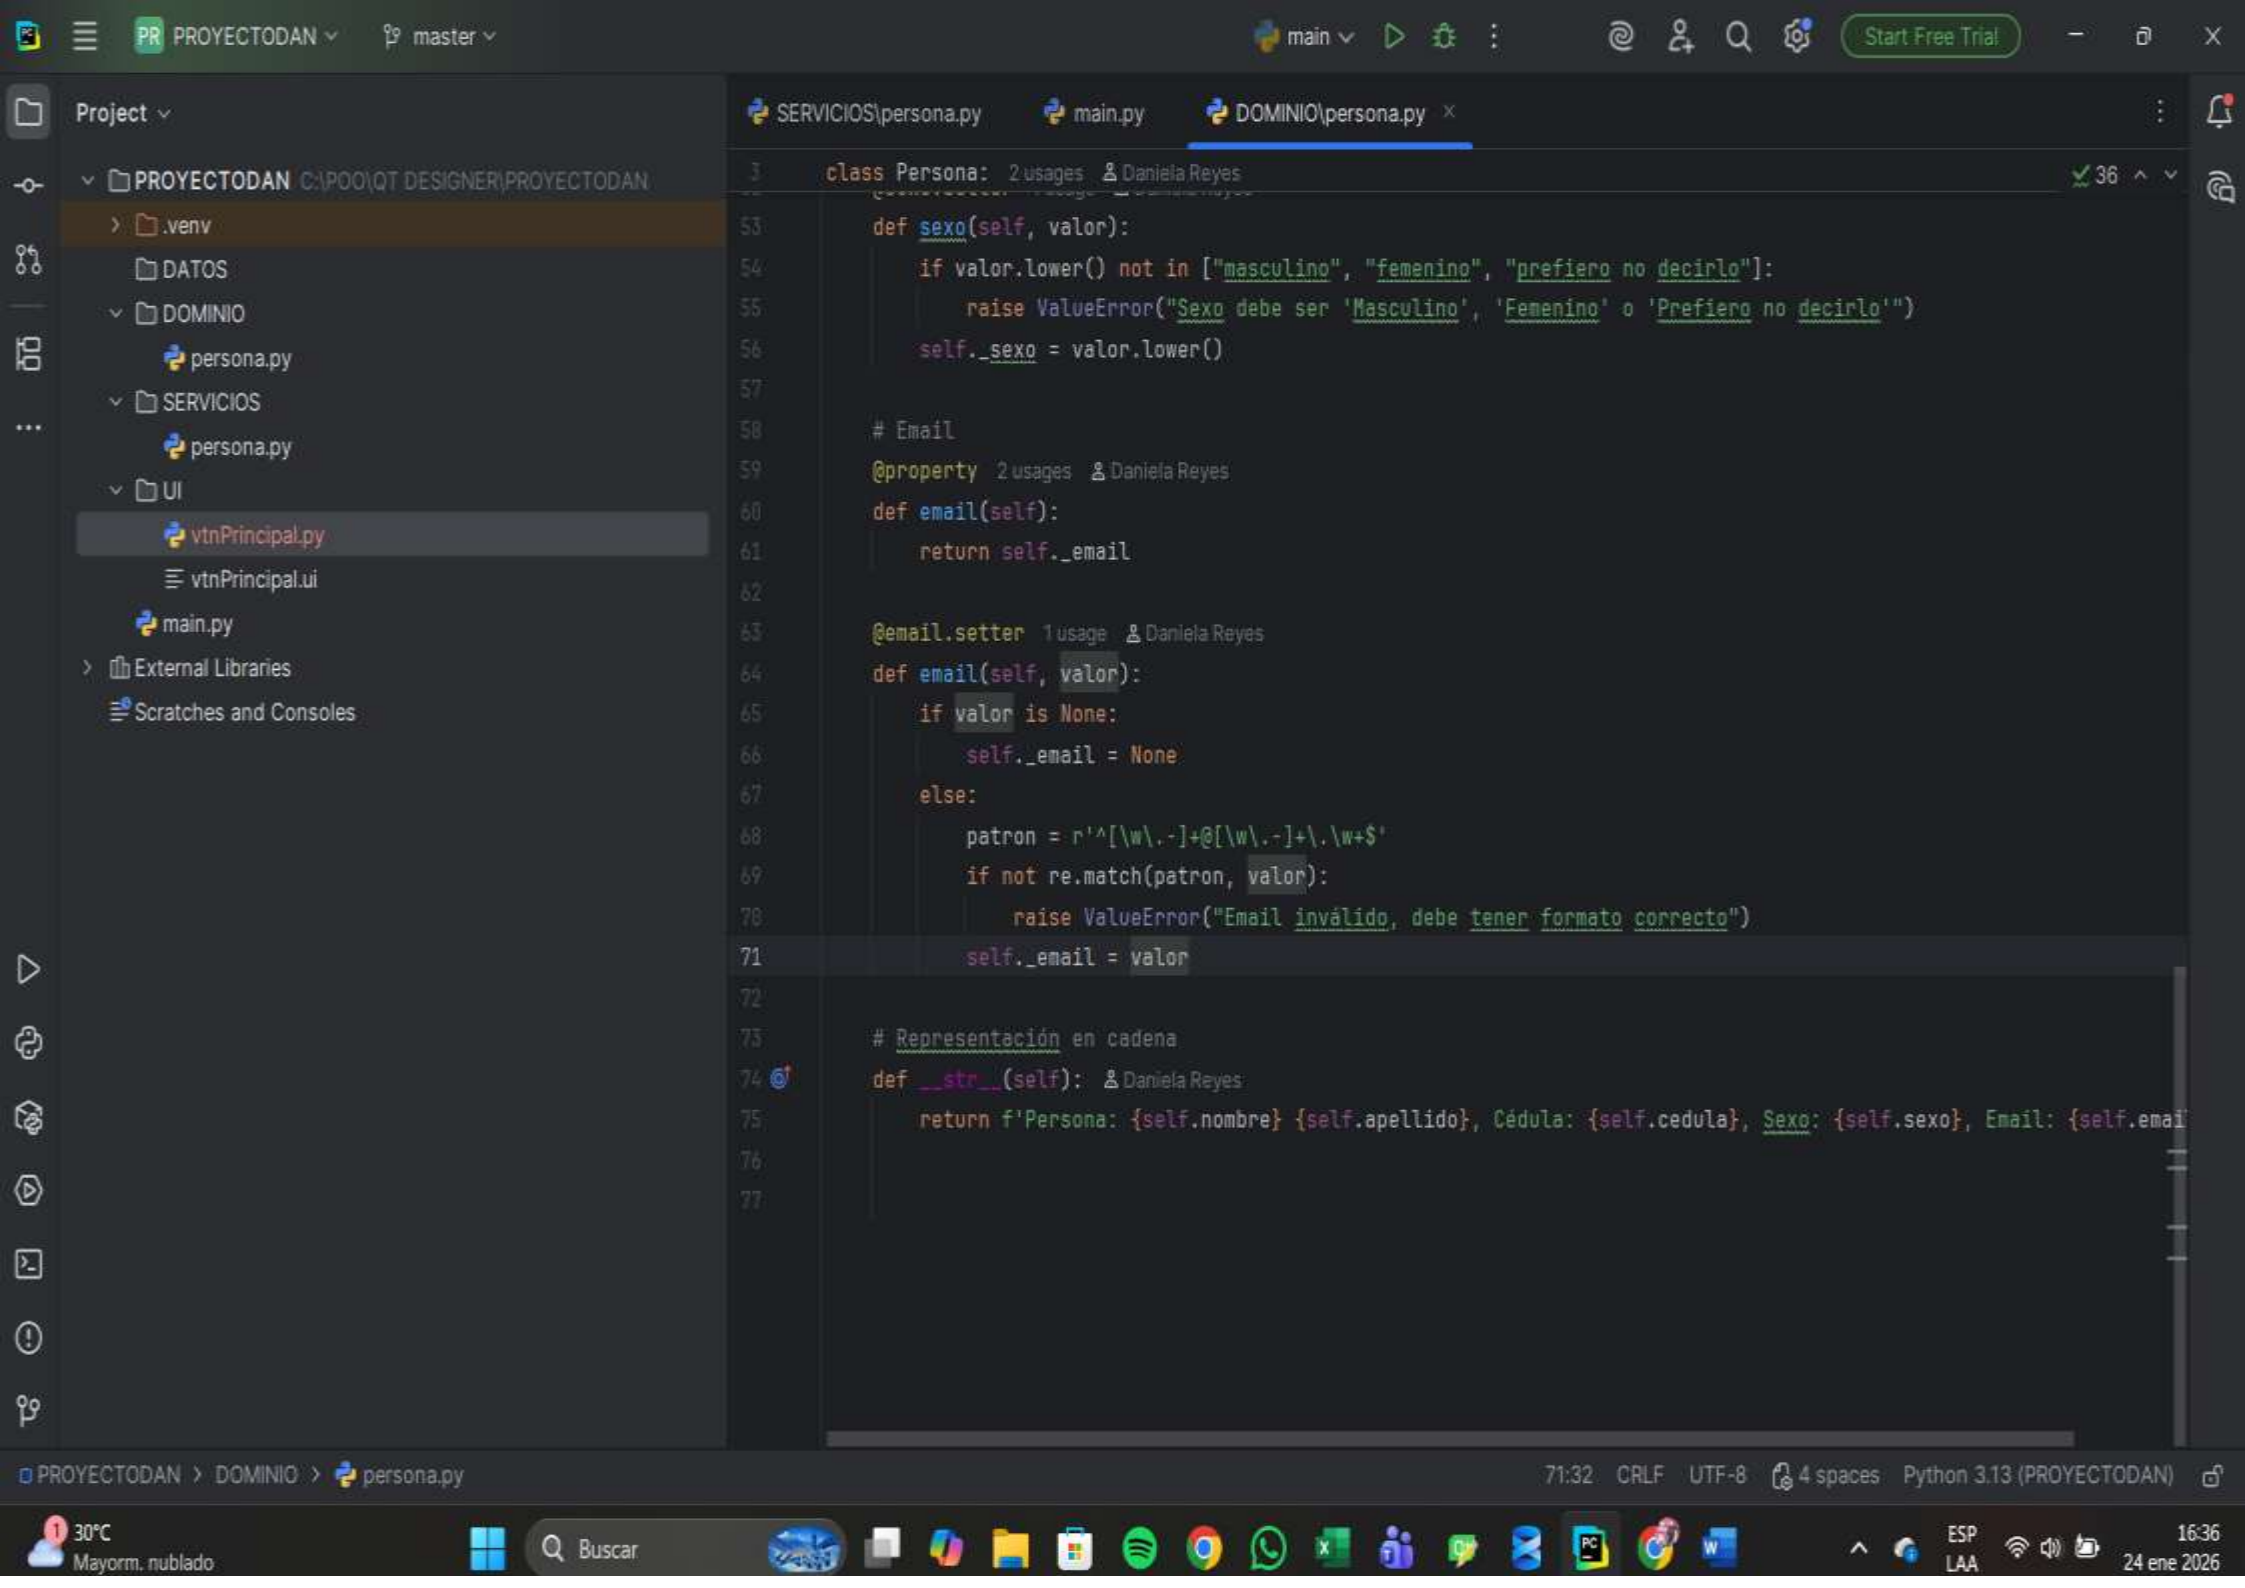 PR PROYECTODAN master main Start Free Trial
Project
SERVICIOS\persona.py main.py DOMINIO\persona.py
PROYECTODAN C:\POO\QT DESIGNER\PROYECTODAN
.venv
DATOS
DOMINIO
persona.py
SERVICIOS
persona.py
UI
vtnPrincipal.py
vtnPrincipal.ui
main.py
External Libraries
Scratches and Consoles
3 class Persona: 2 usages Daniela Reyes
36
53 def sexo(self, valor):
54 if valor.lower() not in ["masculino", "femenino", "prefiero no decirlo"]:
55 raise ValueError("Sexo debe ser 'Masculino', 'Femenino' o 'Prefiero no decirlo'")
56 self._sexo = valor.lower()
57
58 # Email
59 @property 2 usages Daniela Reyes
60 def email(self):
61 return self._email
62
63 @email.setter 1 usage Daniela Reyes
64 def email(self, valor):
65 if valor is None:
66 self._email = None
67 else:
68 patron = r'^[\w\.-]+@[\w\.-]+\.\w+$'
69 if not re.match(patron, valor):
70 raise ValueError("Email inválido, debe tener formato correcto")
71 self._email = valor
72
73 # Representación en cadena
74 def __str__(self): Daniela Reyes
75 return f'Persona: {self.nombre} {self.apellido}, Cédula: {self.cedula}, Sexo: {self.sexo}, Email: {self.emai
76
77
PROYECTODAN > DOMINIO > persona.py
71:32 CRLF UTF-8 4 spaces Python 3.13 (PROYECTODAN)
1
30°C
Mayorm. nublado
Buscar
ESP
LAA
16:36
24 ene 2026